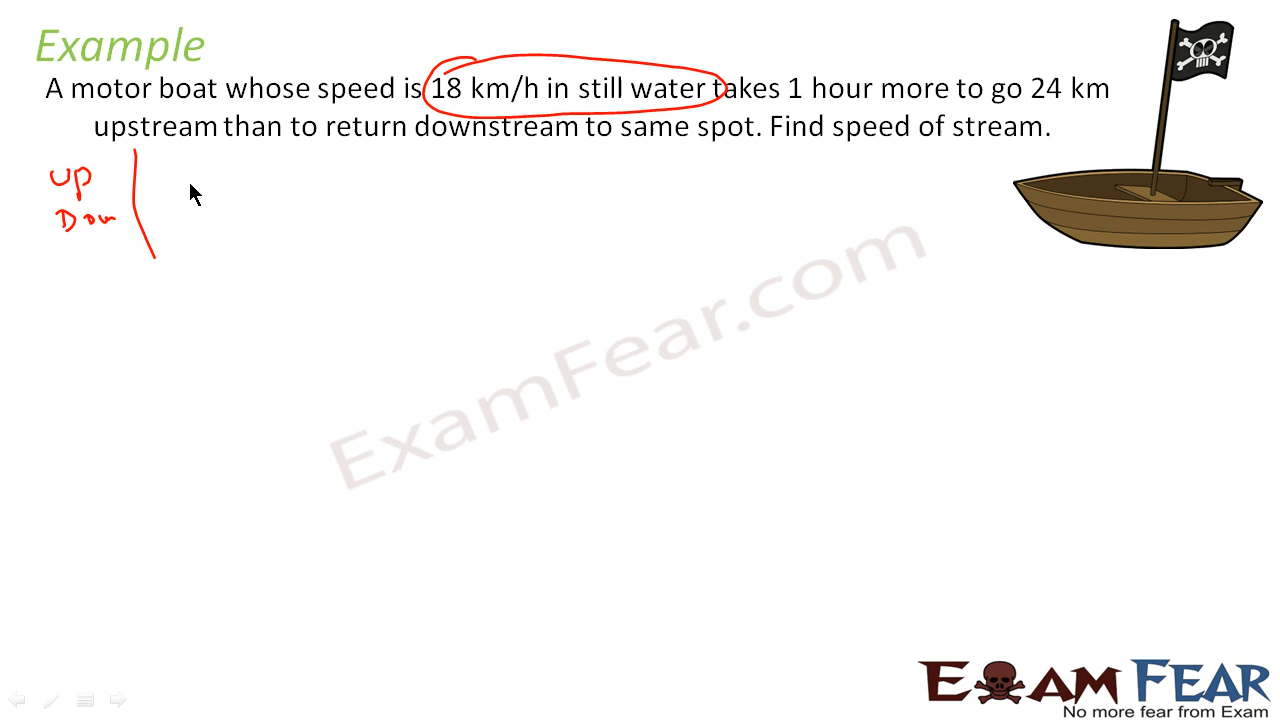 Example
A motor boat whose speed is 18 km/h in still water takes 1 hour more to go 24 km
upstream than to return downstream to same spot. Find speed of stream.
up
Down
ExamFear.com
EXAM FEAR
No more fear from Exam